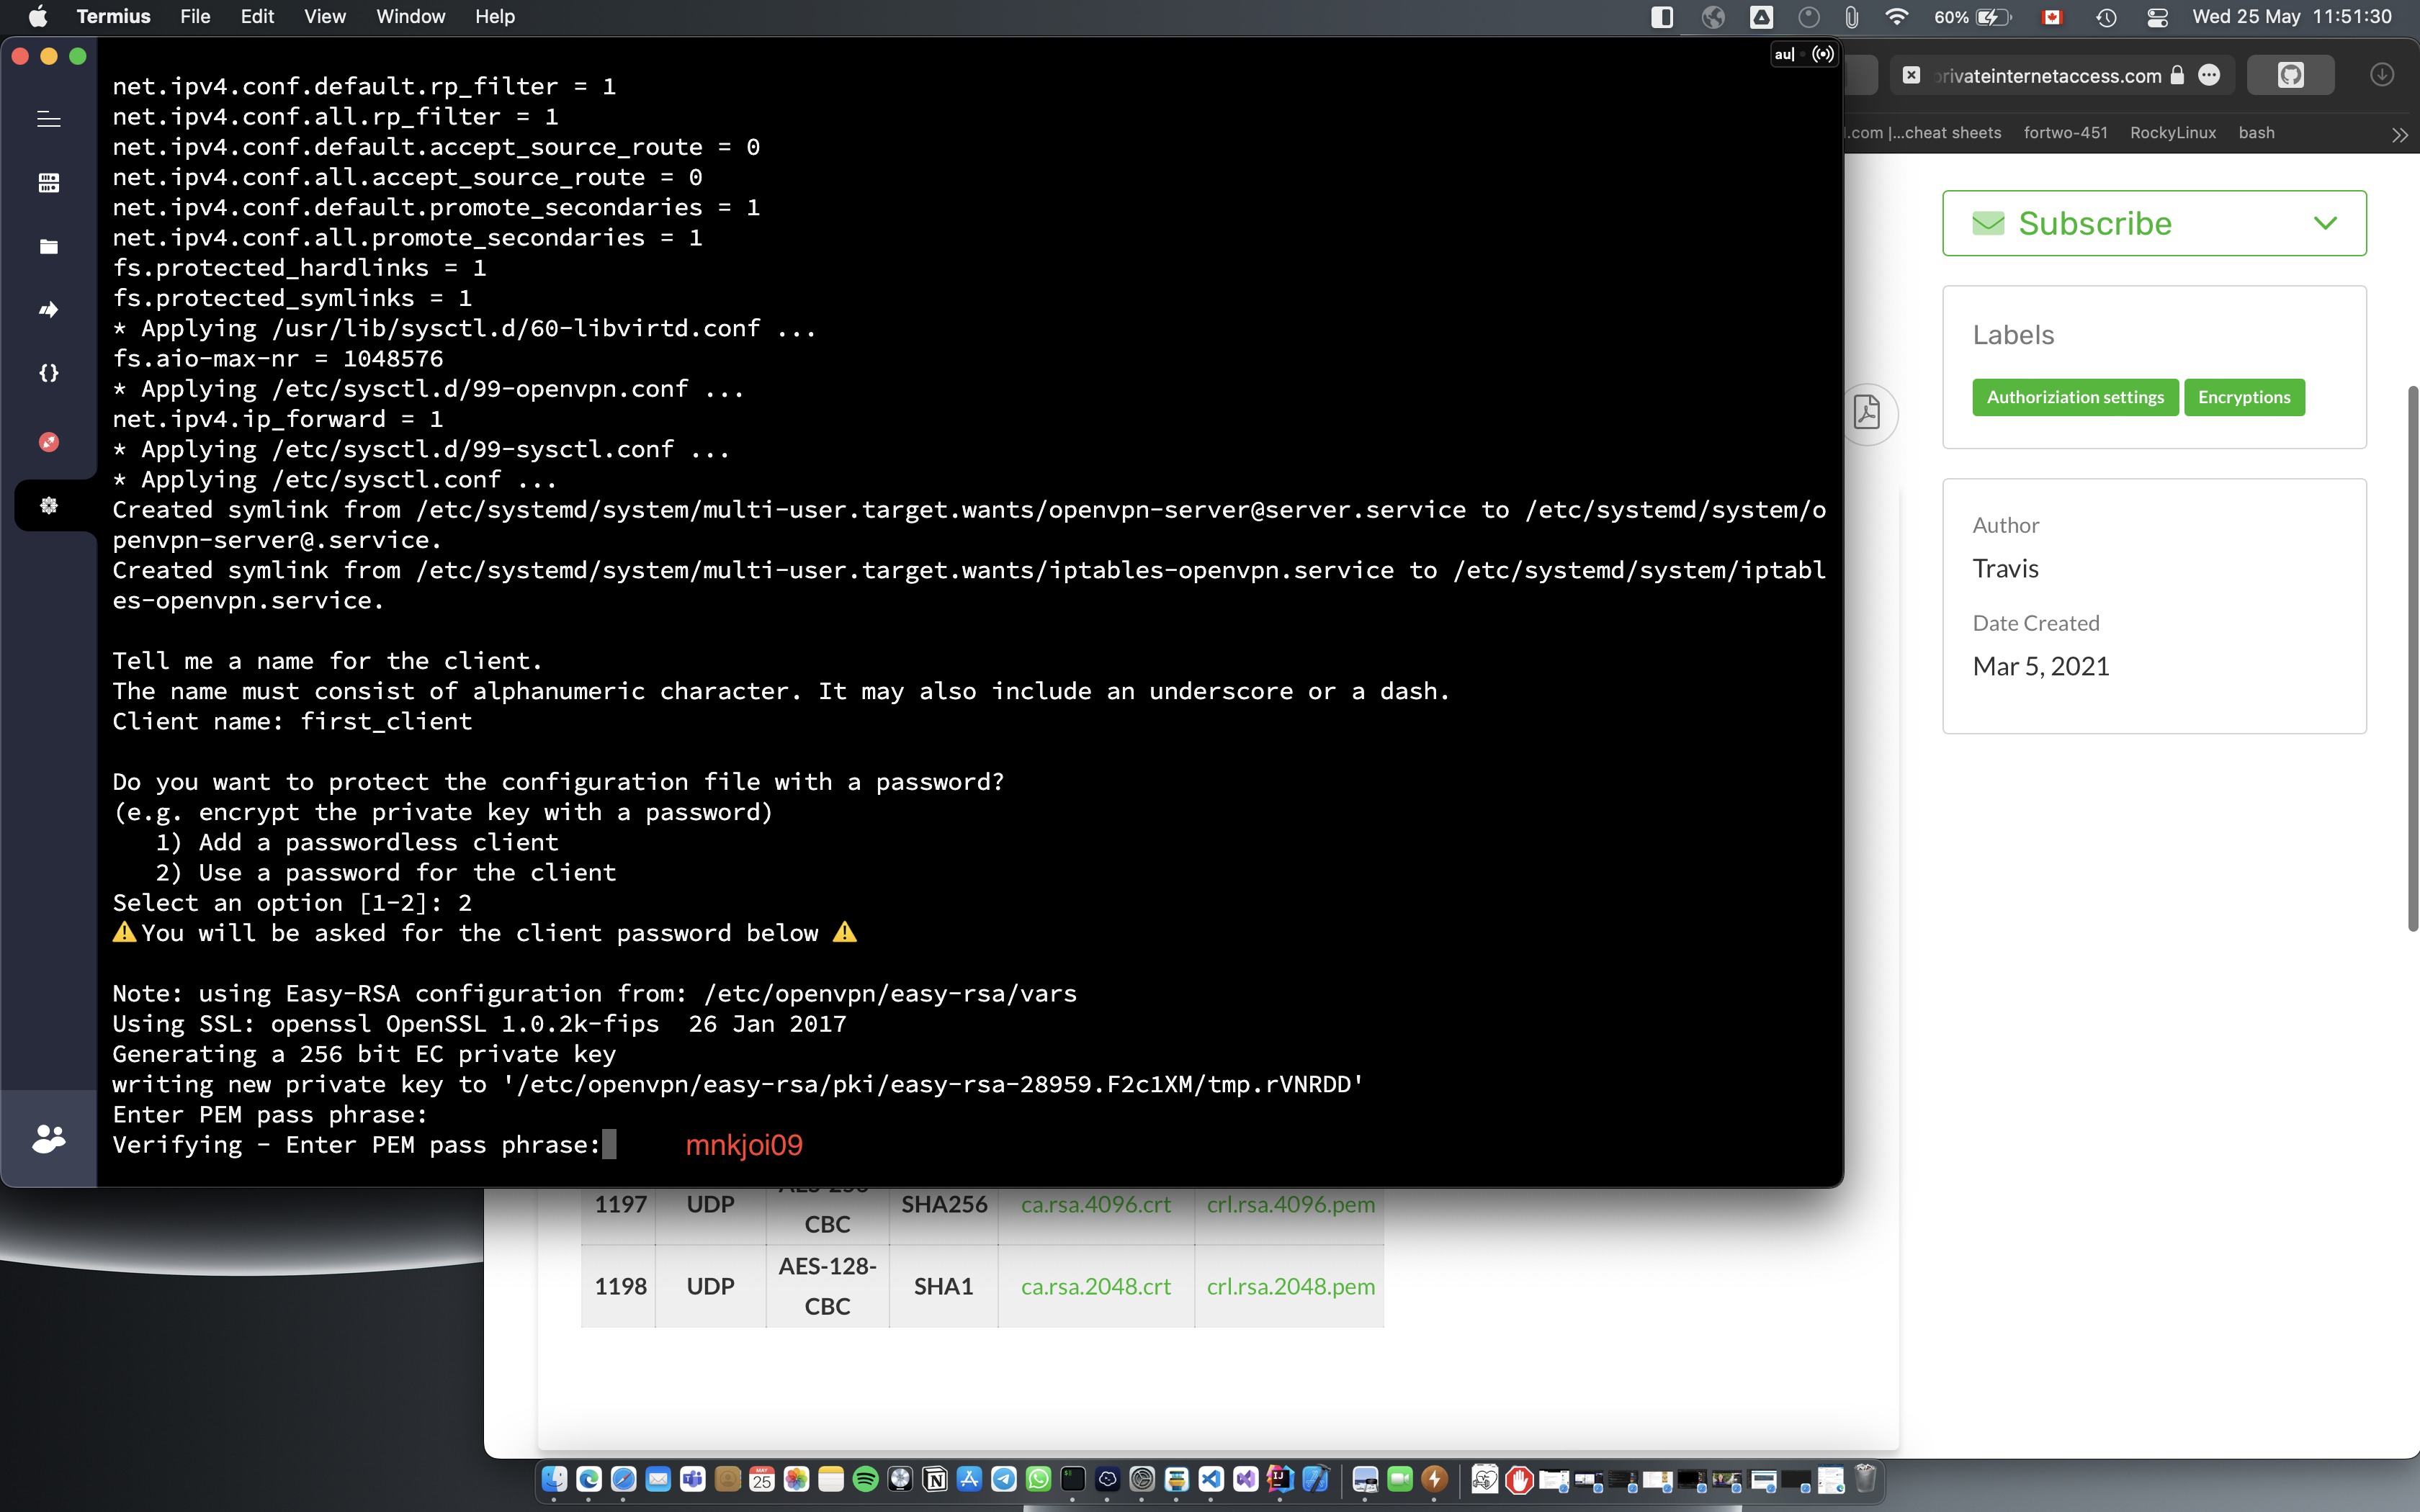 Termius File Edit View Window Help
60% Wed 25 May 11:51:30
au|
net.ipv4.conf.default.rp_filter = 1
net.ipv4.conf.all.rp_filter = 1
net.ipv4.conf.default.accept_source_route = 0
net.ipv4.conf.all.accept_source_route = 0
net.ipv4.conf.default.promote_secondaries = 1
net.ipv4.conf.all.promote_secondaries = 1
fs.protected_hardlinks = 1
fs.protected_symlinks = 1
* Applying /usr/lib/sysctl.d/60-libvirtd.conf ...
fs.aio-max-nr = 1048576
* Applying /etc/sysctl.d/99-openvpn.conf ...
net.ipv4.ip_forward = 1
* Applying /etc/sysctl.d/99-sysctl.conf ...
* Applying /etc/sysctl.conf ...
Created symlink from /etc/systemd/system/multi-user.target.wants/openvpn-server@server.service to /etc/systemd/system/o
penvpn-server@.service.
Created symlink from /etc/systemd/system/multi-user.target.wants/iptables-openvpn.service to /etc/systemd/system/iptabl
es-openvpn.service.
Tell me a name for the client.
The name must consist of alphanumeric character. It may also include an underscore or a dash.
Client name: first_client
Do you want to protect the configuration file with a password?
(e.g. encrypt the private key with a password)
1) Add a passwordless client
2) Use a password for the client
Select an option [1-2]: 2
⚠️You will be asked for the client password below ⚠️
Note: using Easy-RSA configuration from: /etc/openvpn/easy-rsa/vars
Using SSL: openssl OpenSSL 1.0.2k-fips  26 Jan 2017
Generating a 256 bit EC private key
writing new private key to '/etc/openvpn/easy-rsa/pki/easy-rsa-28959.F2c1XM/tmp.rVNRDD'
Enter PEM pass phrase:
Verifying - Enter PEM pass phrase: mnkjoi09
privateinternetaccess.com
l.com |...cheat sheets fortwo-451 RockyLinux bash
Subscribe
Labels
Authoriziation settings Encryptions
Author
Travis
Date Created
Mar 5, 2021
1197 UDP AES-256-CBC SHA256 ca.rsa.4096.crt crl.rsa.4096.pem
1198 UDP AES-128-CBC SHA1 ca.rsa.2048.crt crl.rsa.2048.pem
MAY
25